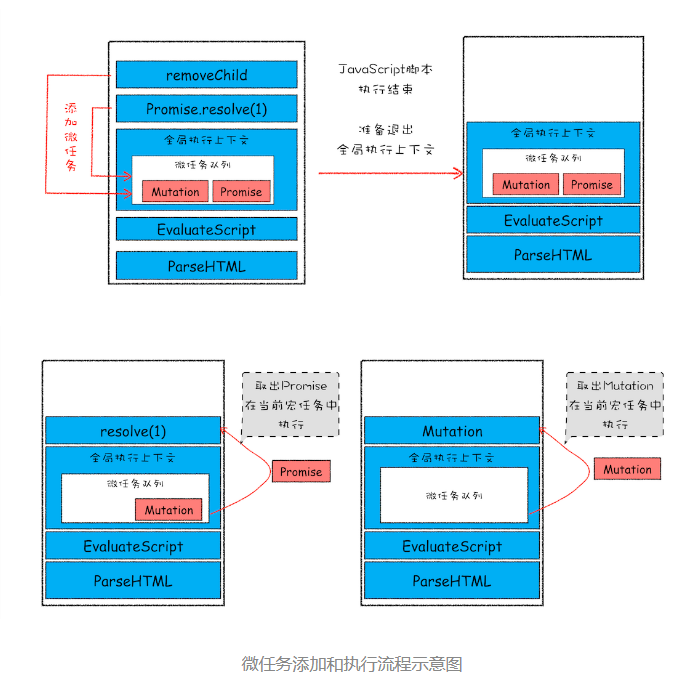 removeChild
Promise.resolve(1)
添加微任务
全局执行上下文
微任务队列
Mutation
Promise
EvaluateScript
ParseHTML
JavaScript脚本
执行结束
准备退出
全局执行上下文
全局执行上下文
微任务队列
Mutation
Promise
EvaluateScript
ParseHTML
取出Promise
在当前宏任务中
执行
resolve(1)
全局执行上下文
微任务队列
Mutation
Promise
EvaluateScript
ParseHTML
取出Mutation
在当前宏任务中
执行
Mutation
全局执行上下文
微任务队列
Mutation
EvaluateScript
ParseHTML
微任务添加和执行流程示意图